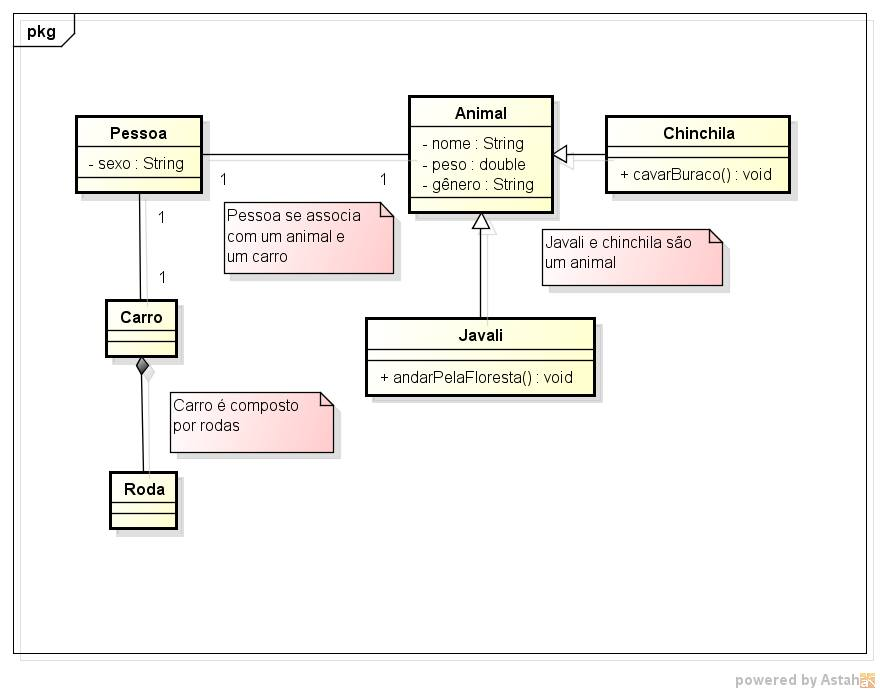 pkg
Pessoa
- sexo : String
Animal
- nome : String
- peso : double
- gênero : String
Chinchila
+ cavarBuraco() : void
1
1
1
1
Pessoa se associa
com um animal e
um carro
Javali e chinchila são
um animal
Carro
Javali
+ andarPelaFloresta() : void
Carro é composto
por rodas
Roda
powered by Astah